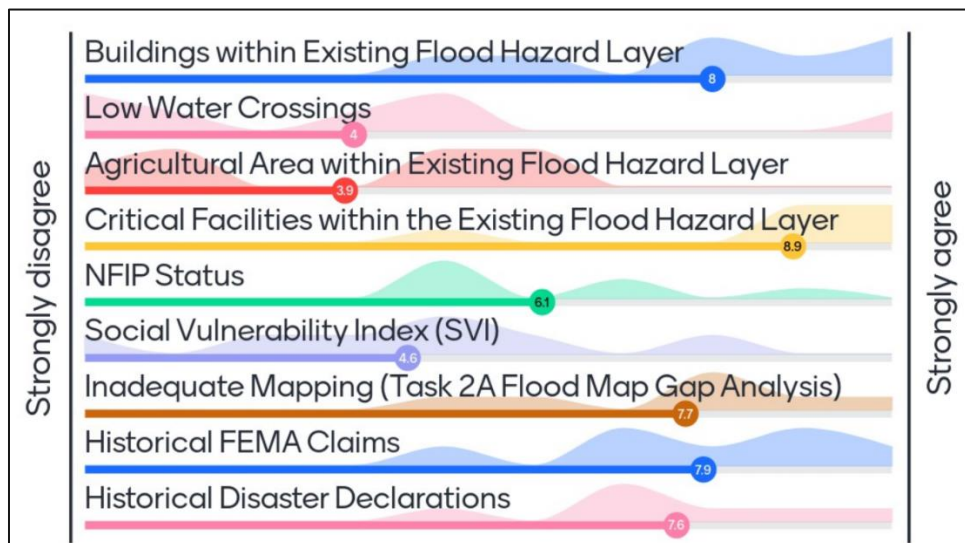 Strongly disagree
Buildings within Existing Flood Hazard Layer
8
Low Water Crossings
4
Agricultural Area within Existing Flood Hazard Layer
3.9
Critical Facilities within the Existing Flood Hazard Layer
8.9
NFIP Status
6.1
Social Vulnerability Index (SVI)
4.6
Inadequate Mapping (Task 2A Flood Map Gap Analysis)
7.7
Historical FEMA Claims
7.9
Historical Disaster Declarations
7.6
Strongly agree